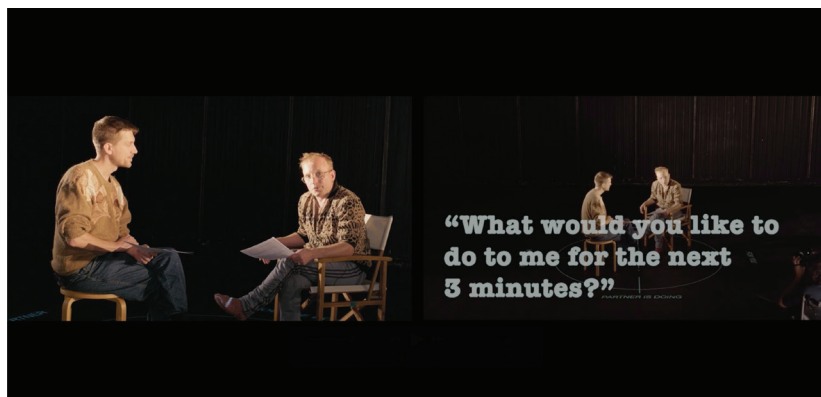 “What would you like to
do to me for the next
3 minutes?”
PARTNER IS DOING